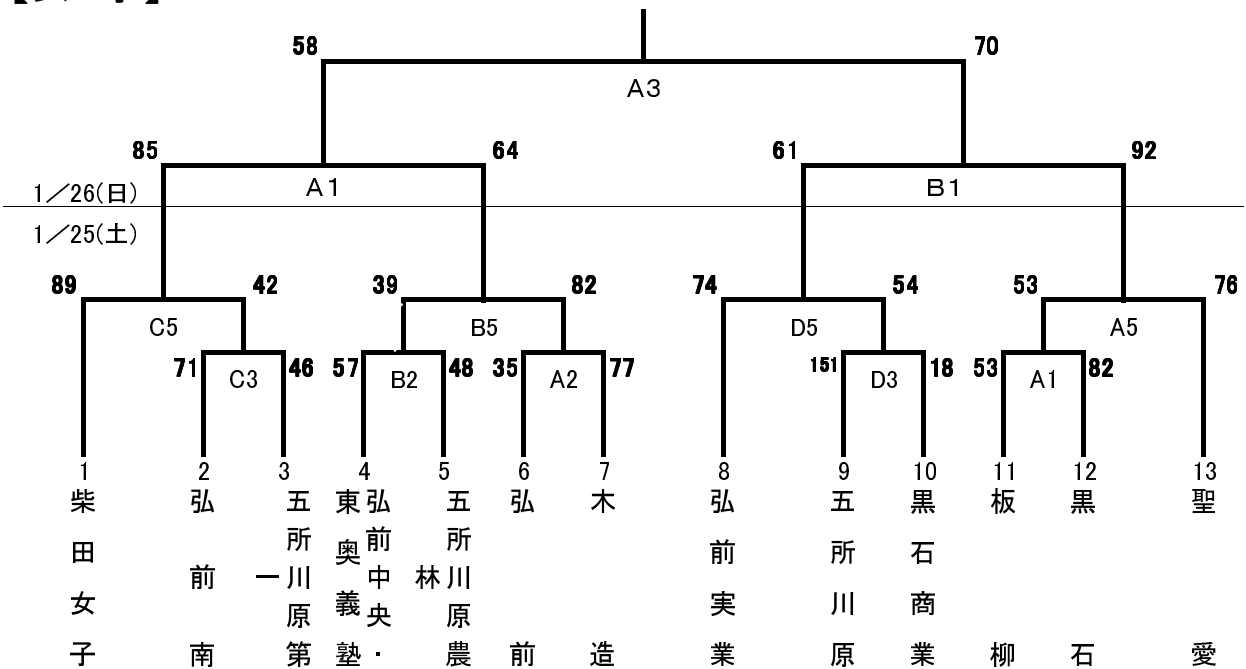 58 70
A3
85 64 61 92
A1 B1
1／26(日)
1／25(土)
89 42 39 82 74 54 53 76
C5 B5 D5 A5
71 46 57 48 35 77 151 18 53 82
C3 B2 A2 D3 A1
1 2 3 4 5 6 7 8 9 10 11 12 13
柴田女子
弘前南
五所川原第一
弘前中央・東奥義塾
五所川原農林
弘前
木造
弘前実業
五所川原
黒石商業
板柳
黒石
聖愛